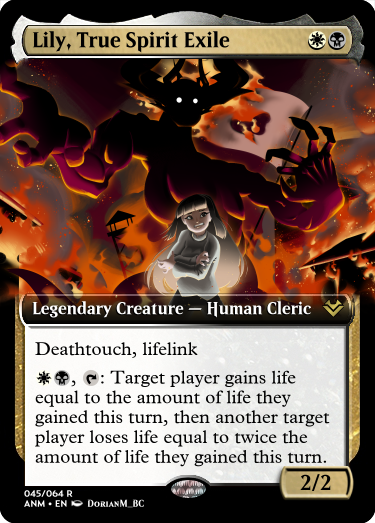 Lily, True Spirit Exile
Legendary Creature — Human Cleric
Deathtouch, lifelink
, : Target player gains life
equal to the amount of life they
gained this turn, then another target
player loses life equal to twice the
amount of life they gained this turn.
2/2
045/064 R
ANM • EN DorianM_BC